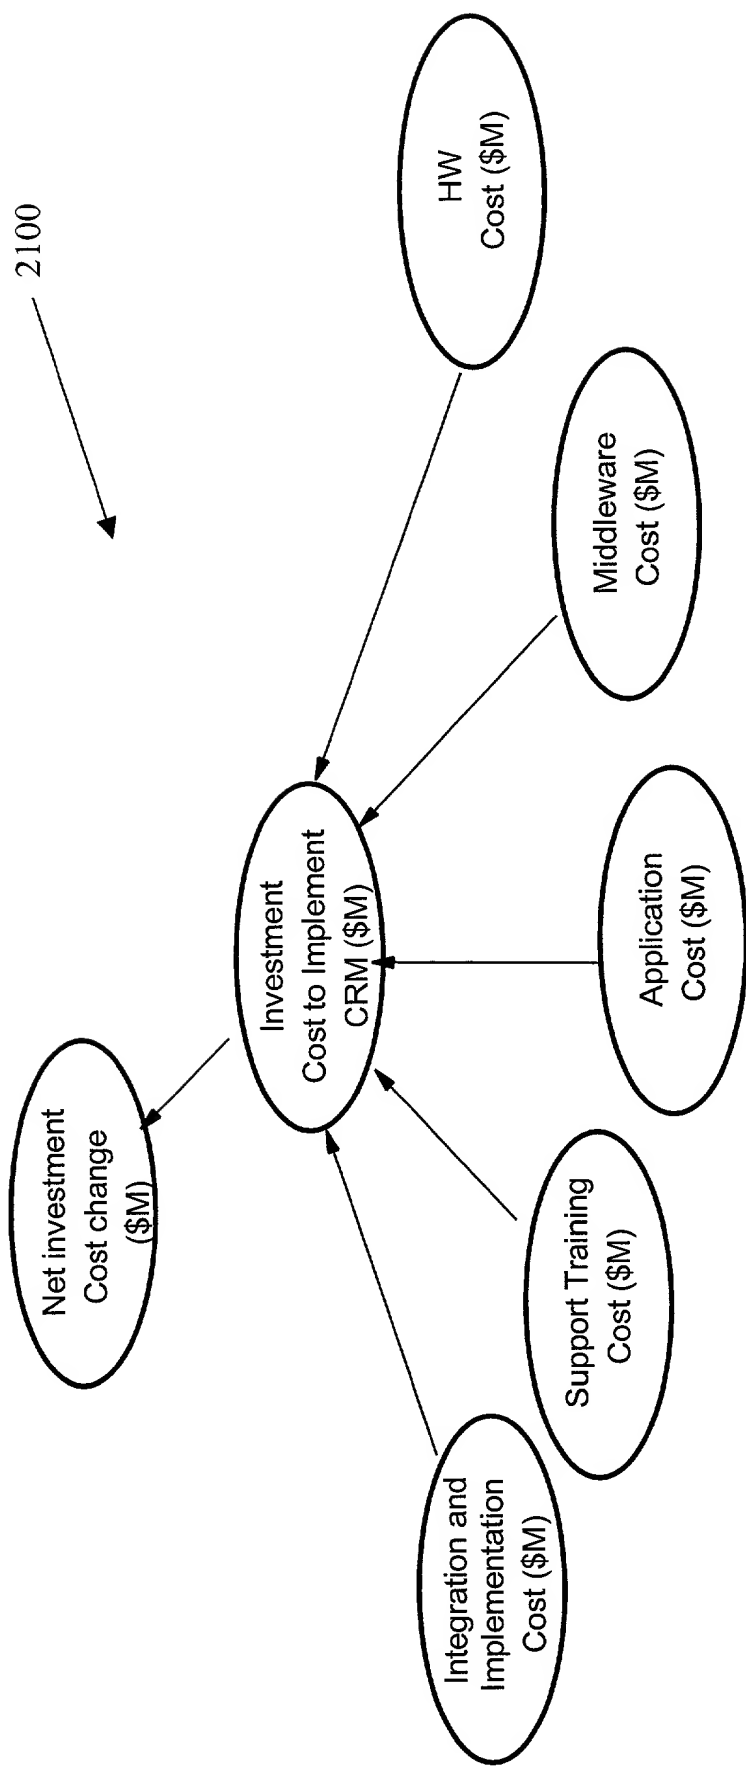 2100
Net investment
Cost change
($M)
Investment
Cost to Implement
CRM ($M)
Integration and
Implementation
Cost ($M)
Support Training
Cost ($M)
Application
Cost ($M)
Middleware
Cost ($M)
HW
Cost ($M)